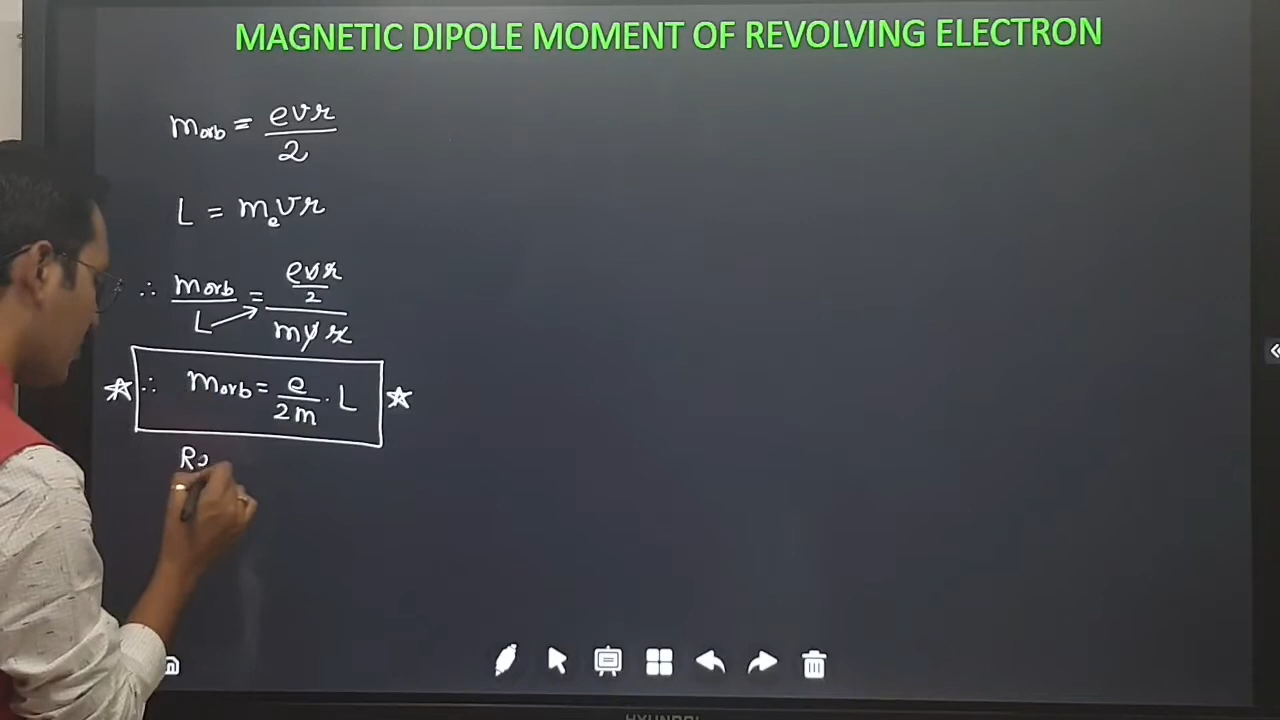 MAGNETIC DIPOLE MOMENT OF REVOLVING ELECTRON
m_orb = evr/2
L = m_e vr
∴ m_orb/L = (evr/2)/(mvr)
☆ ∴ m_orb = e/2m · L ☆